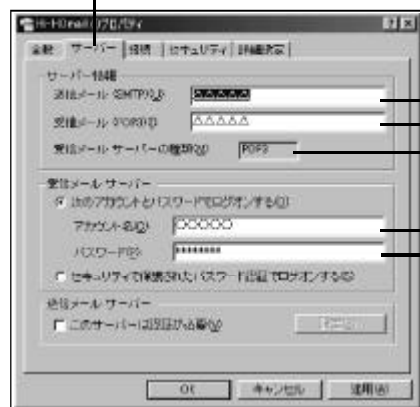 Hi-HOmailのプロパティ
全般 サーバー 接続 セキュリティ 詳細設定
サーバー情報
送信メール (SMTP)(U) △△△△△
受信メール (POP3)(I) △△△△△
受信メール サーバーの種類(M) POP3
受信メール サーバー
次のアカウントとパスワードでログオンする(O)
アカウント名(Q) ○○○○○
パスワード(P) ********
セキュリティで保護されたパスワード認証でログオンする(S)
送信メール サーバー
このサーバーは認証が必要(V)
OK キャンセル 適用(A)